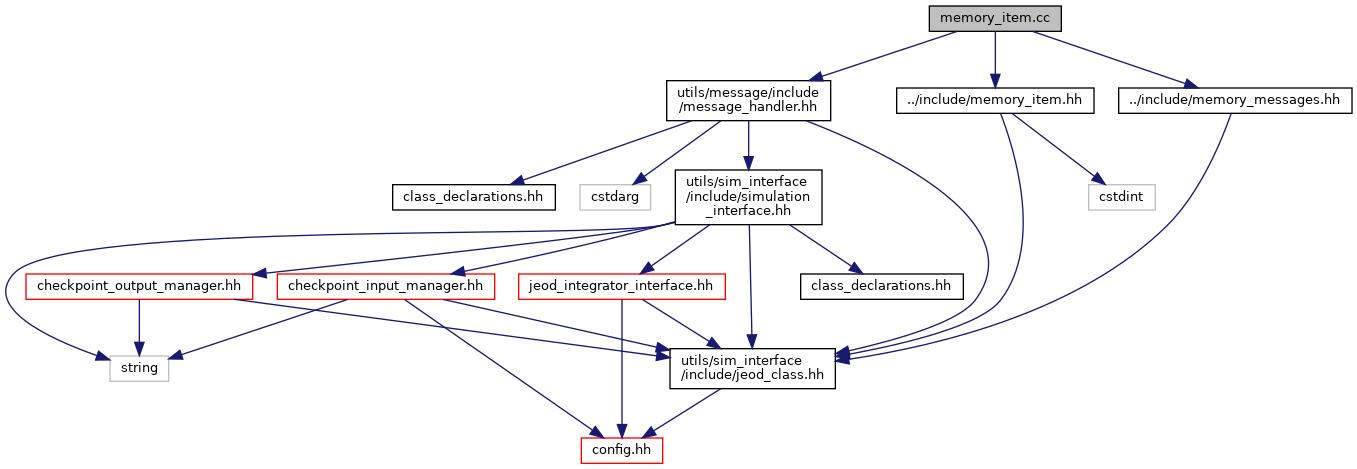 memory_item.cc
utils/message/include
/message_handler.hh
../include/memory_item.hh
../include/memory_messages.hh
class_declarations.hh
cstdarg
utils/sim_interface
/include/simulation
_interface.hh
cstdint
checkpoint_output_manager.hh
checkpoint_input_manager.hh
jeod_integrator_interface.hh
class_declarations.hh
string
utils/sim_interface
/include/jeod_class.hh
config.hh